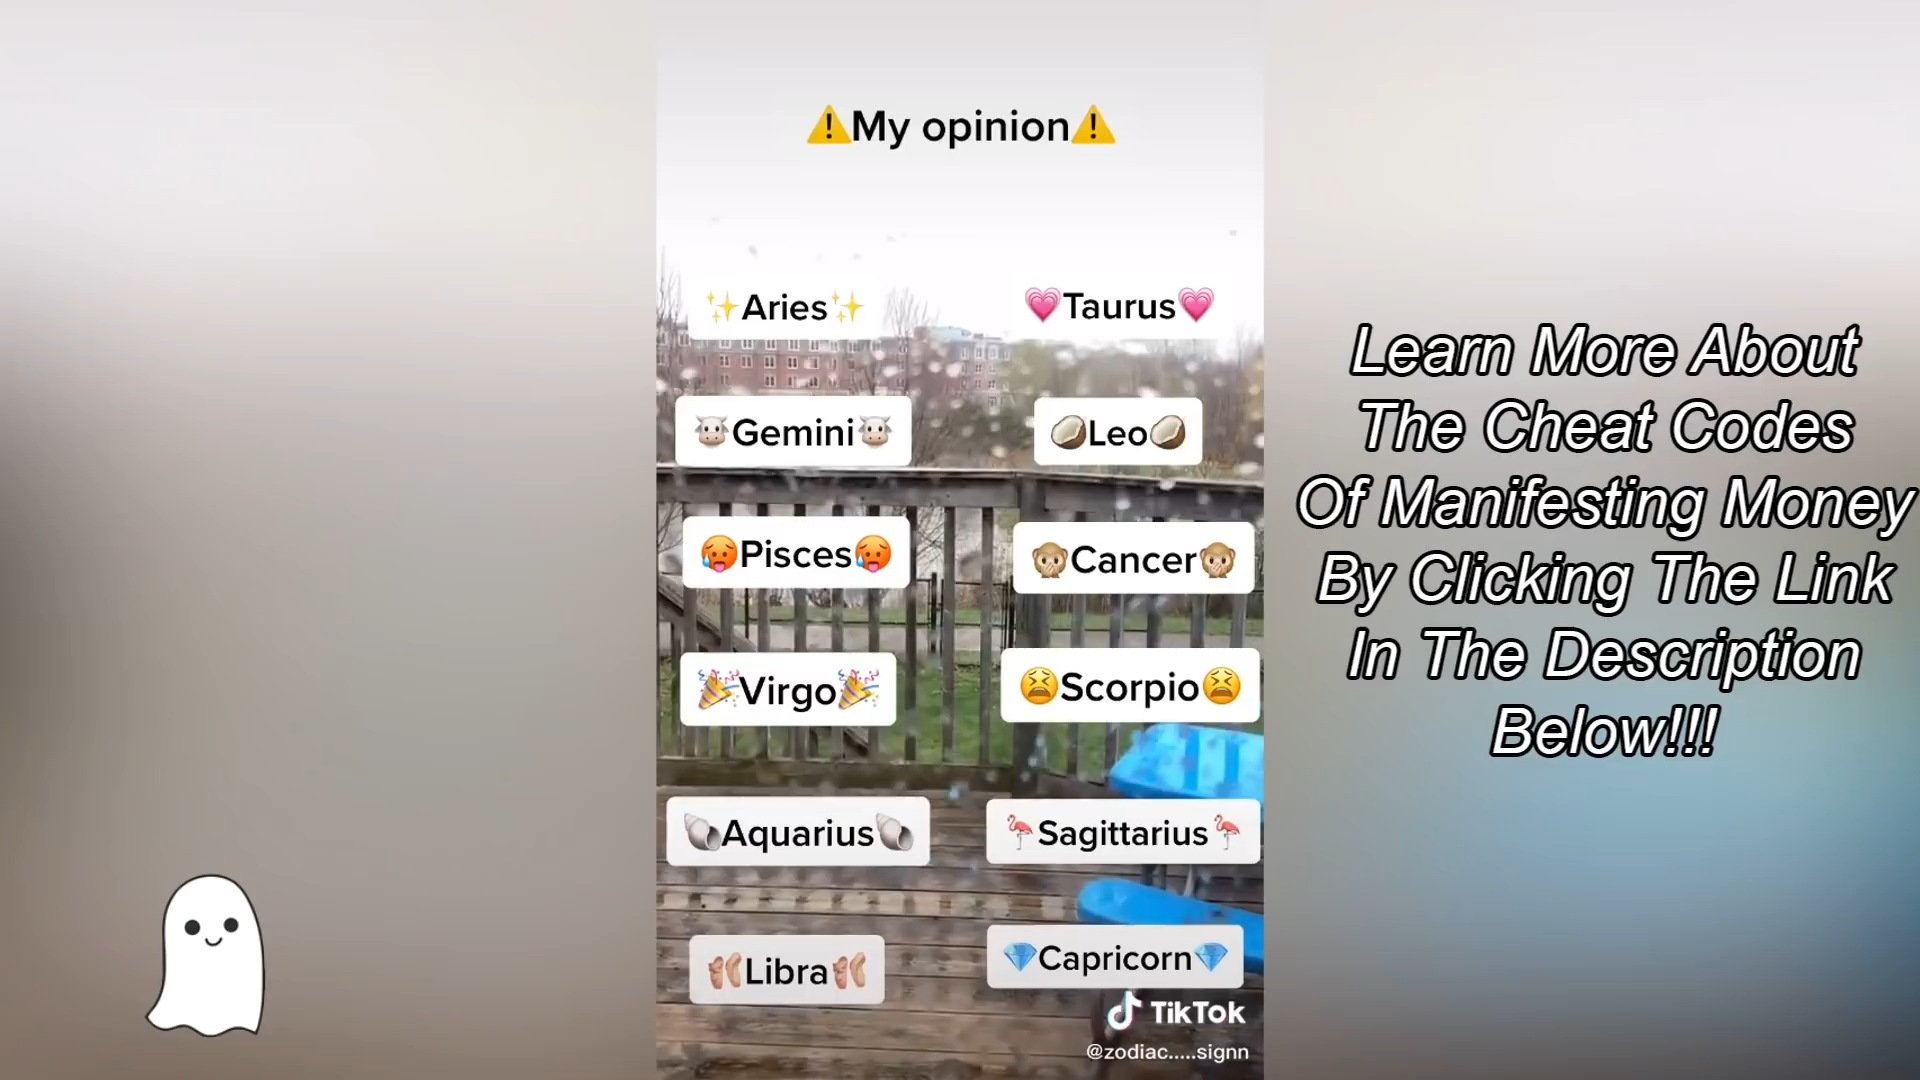 ⚠️My opinion⚠️
✨Aries✨
💗Taurus💗
🐮Gemini🐮
🥥Leo🥥
🥵Pisces🥵
🙊Cancer🙊
🎉Virgo🎉
😫Scorpio😫
🐚Aquarius🐚
🦩Sagittarius🦩
🩰Libra🩰
💎Capricorn💎
TikTok
@zodiac.....signn
Learn More About
The Cheat Codes
Of Manifesting Money
By Clicking The Link
In The Description
Below!!!